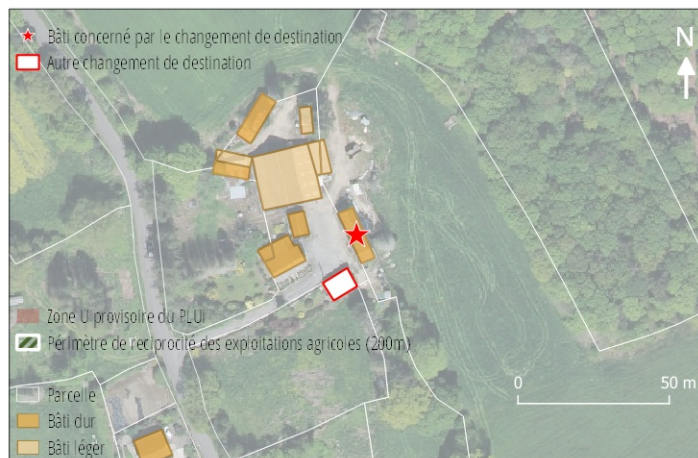 Bâti concerné par le changement de destination
Autre changement de destination
N
Zone U provisoire du PLUi
Périmètre de réciprocité des exploitations agricoles (200m)
Parcelle
Bâti dur
Bâti léger
0 50 m